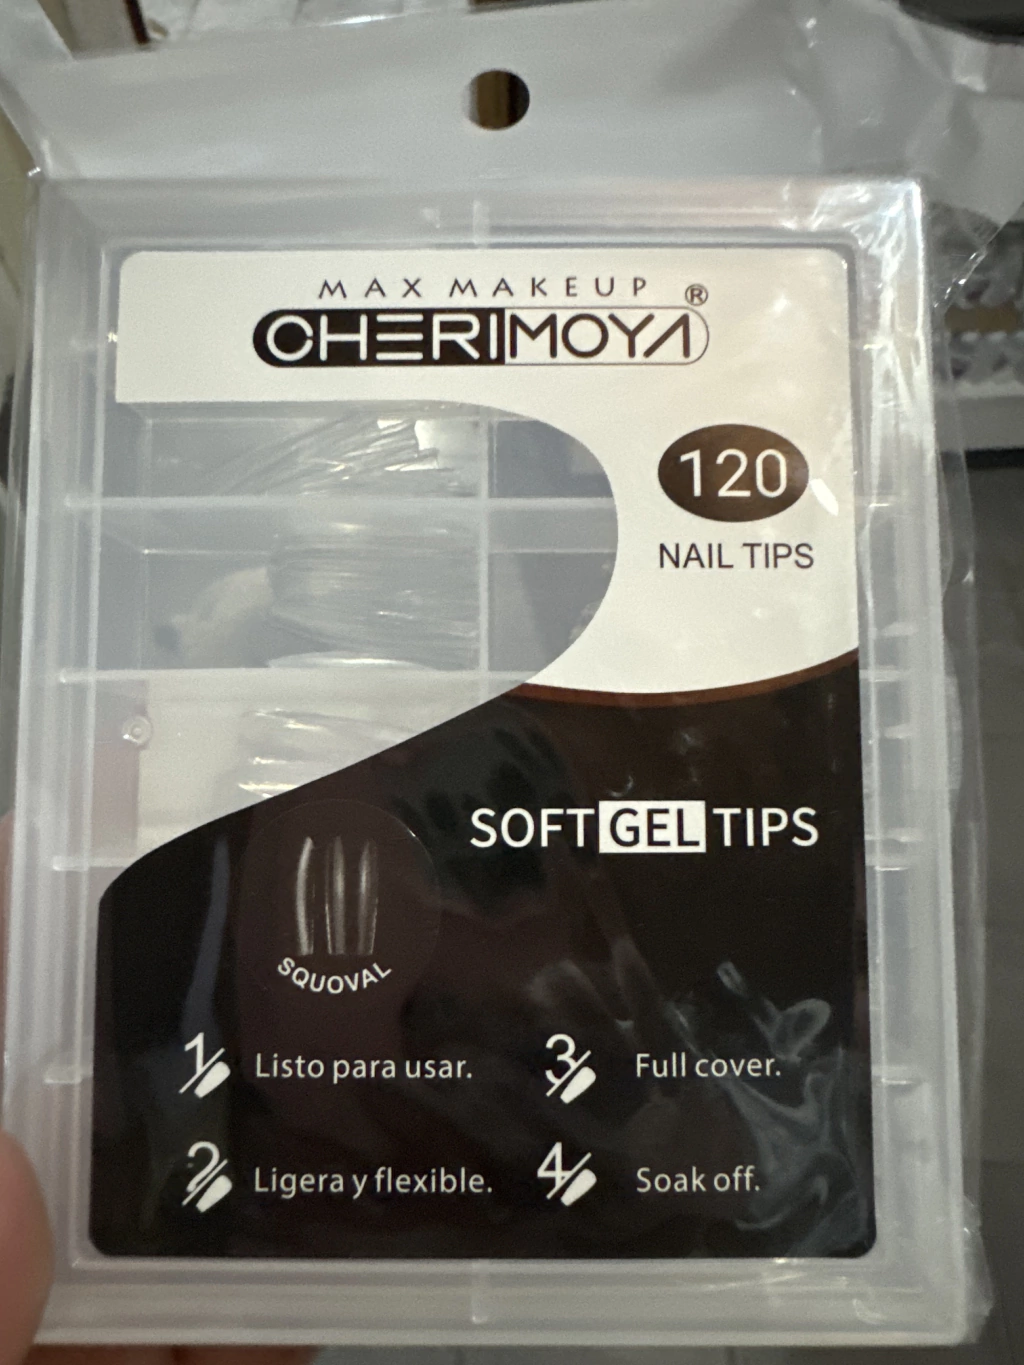 MAX MAKEUP
CHERIMOYA®
120
NAIL TIPS
SOFT GEL TIPS
SQUOVAL
1 Listo para usar.
2 Ligera y flexible.
3 Full cover.
4 Soak off.